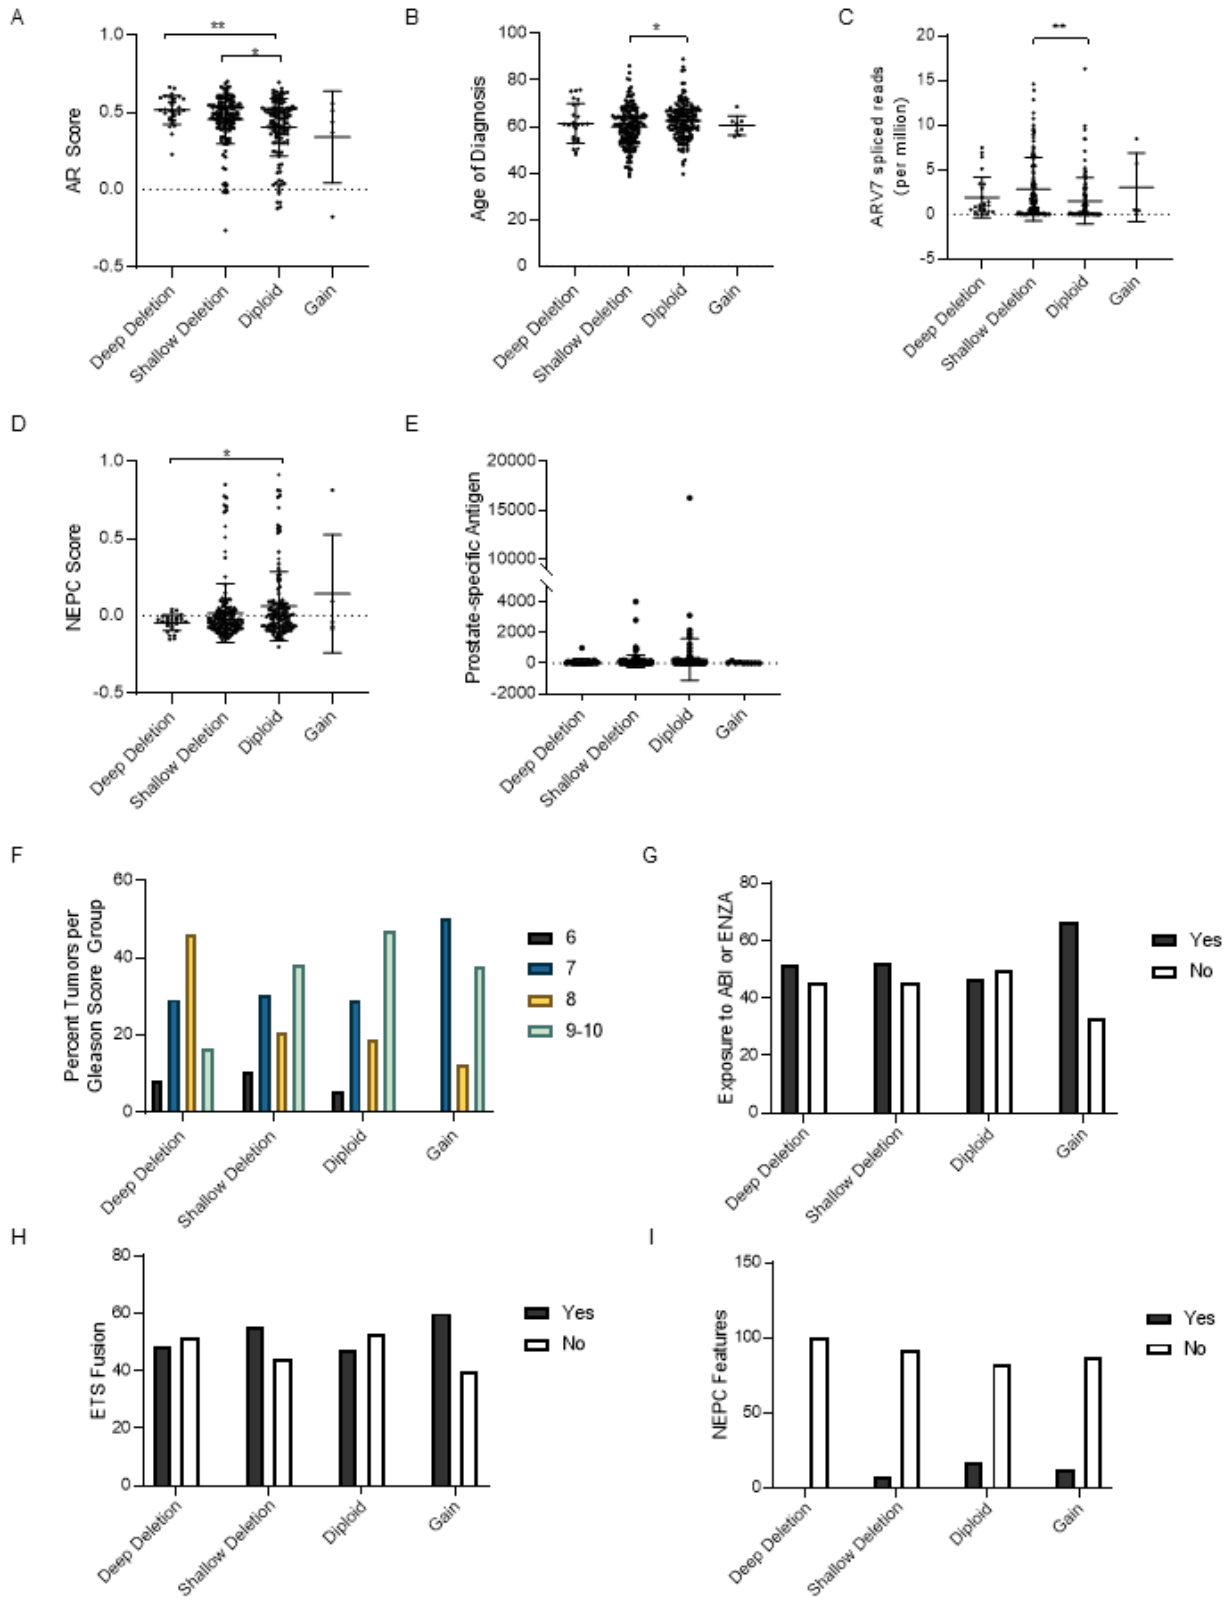 A
AR Score
1.0
0.5
0.0
-0.5
**
*
Deep Deletion
Shallow Deletion
Diploid
Gain
B
Age of Diagnosis
100
80
60
40
20
0
*
Deep Deletion
Shallow Deletion
Diploid
Gain
C
ARV7 spliced reads
(per million)
20
15
10
5
0
-5
**
Deep Deletion
Shallow Deletion
Diploid
Gain
D
NEPC Score
1.0
0.5
0.0
-0.5
*
Deep Deletion
Shallow Deletion
Diploid
Gain
E
Prostate-specific Antigen
20000
15000
10000
4000
2000
0
-2000
Deep Deletion
Shallow Deletion
Diploid
Gain
F
Percent Tumors per
Gleason Score Group
60
40
20
0
Deep Deletion
Shallow Deletion
Diploid
Gain
6
7
8
9-10
G
Exposure to ABI or ENZA
80
60
40
20
0
Deep Deletion
Shallow Deletion
Diploid
Gain
Yes
No
H
ETS Fusion
80
60
40
20
0
Deep Deletion
Shallow Deletion
Diploid
Gain
Yes
No
I
NEPC Features
150
100
50
0
Deep Deletion
Shallow Deletion
Diploid
Gain
Yes
No